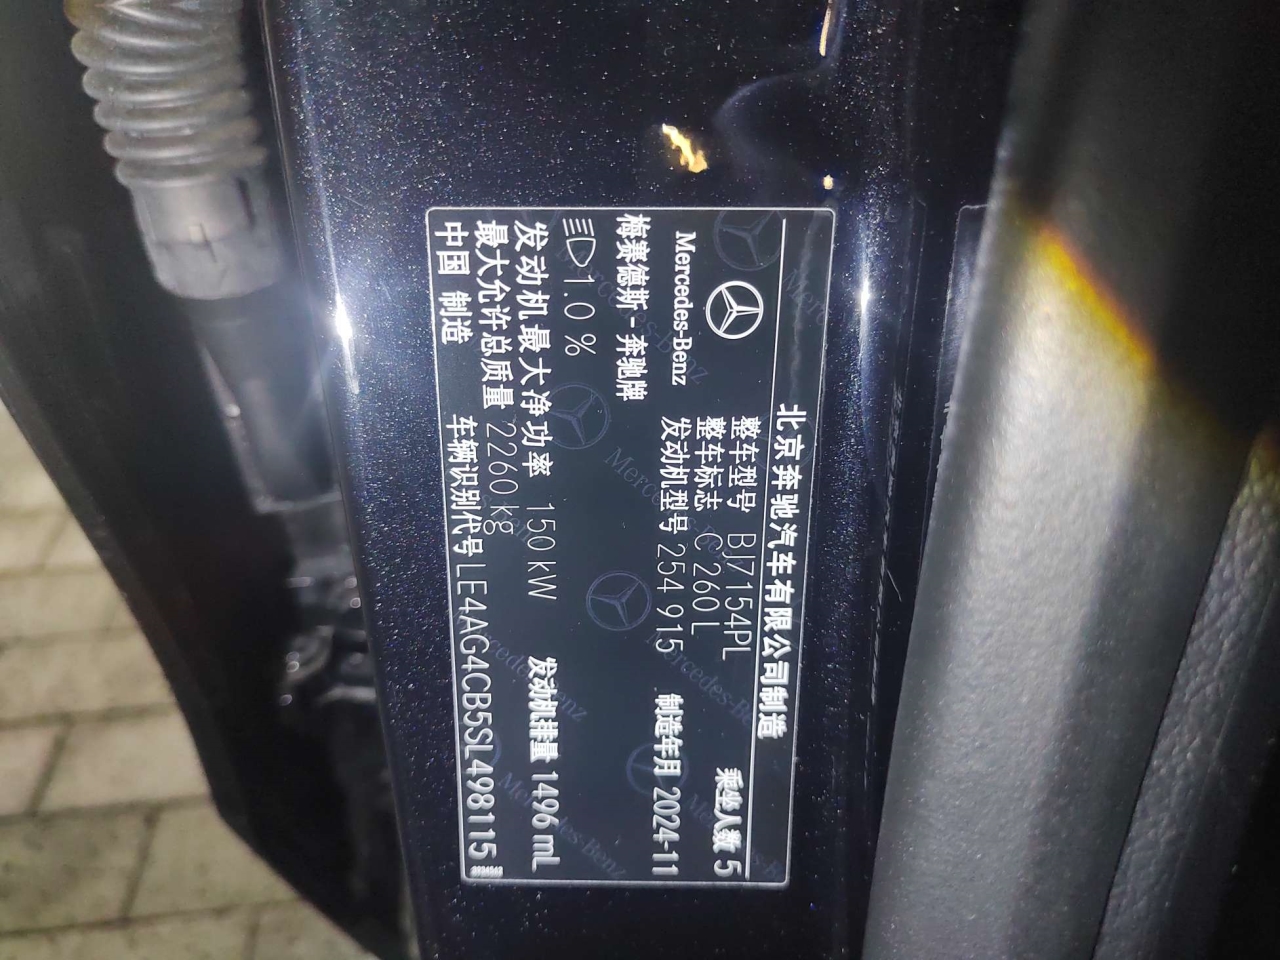 北京奔驰汽车有限公司制造
Mercedes-Benz
梅赛德斯-奔驰牌
整车型号 BJ7154PL 乘坐人数 5
整车标志 C 260 L
发动机型号 254 915 制造年月 2024-11
1.0 %
发动机最大净功率 150 kW 发动机排量 1496 mL
最大允许总质量 2260 kg
中国 制造 车辆识别代号 LE4AG4CB5SL498115